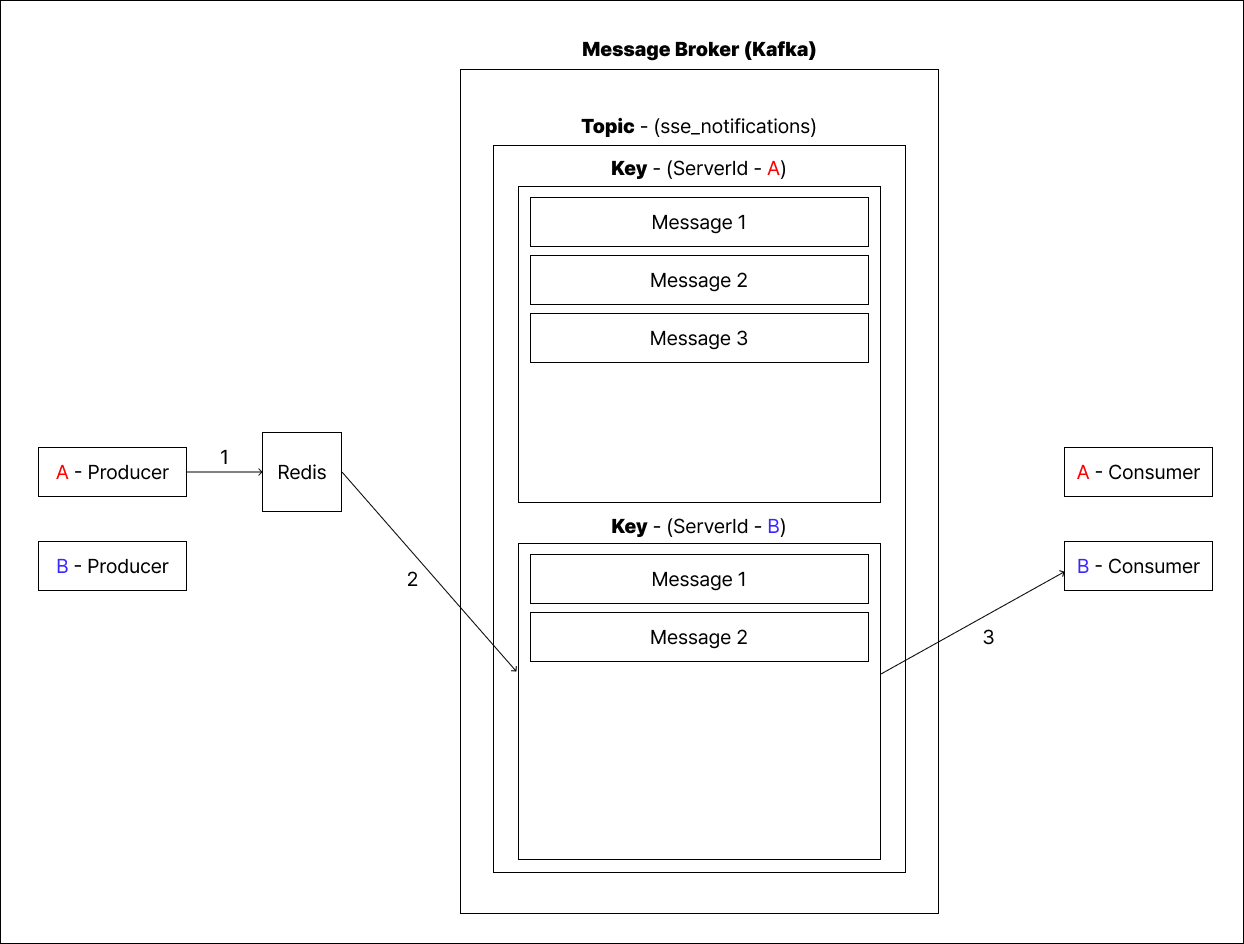 Message Broker (Kafka)
Topic - (sse_notifications)
Key - (ServerId - A)
Message 1
Message 2
Message 3
A - Producer
1
Redis
A - Consumer
Key - (ServerId - B)
B - Producer
2
Message 1
Message 2
B - Consumer
3